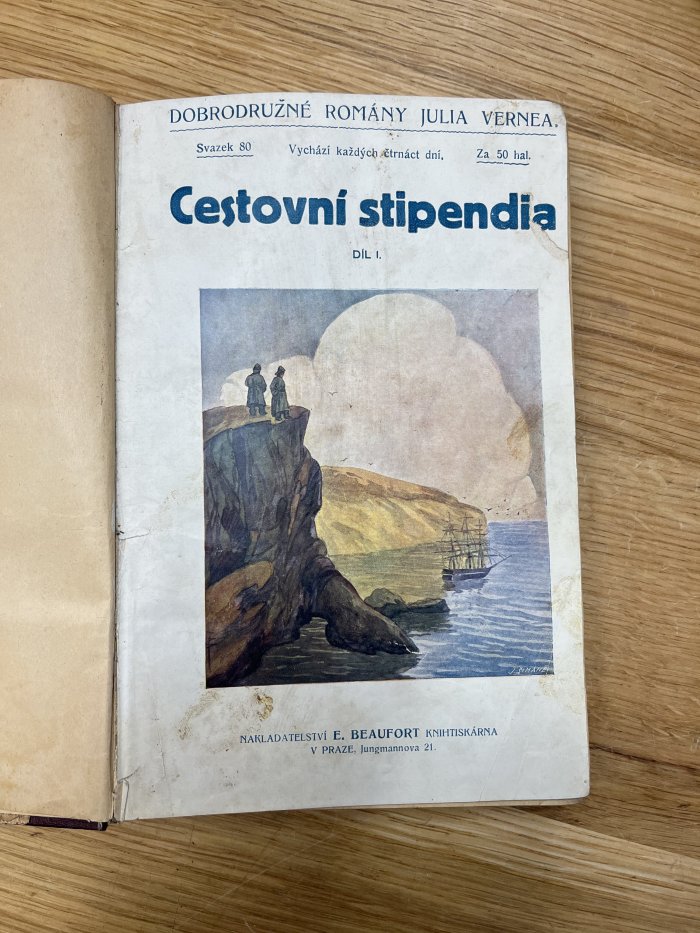 DOBRODRUŽNÉ ROMÁNY JULIA VERNEA.
Svazek 80 Vychází každých čtrnáct dní. Za 50 hal.
Cestovní stipendia
DÍL I.
NAKLADATELSTVÍ E. BEAUFORT KNIHTISKÁRNA
V PRAZE, Jungmannova 21.